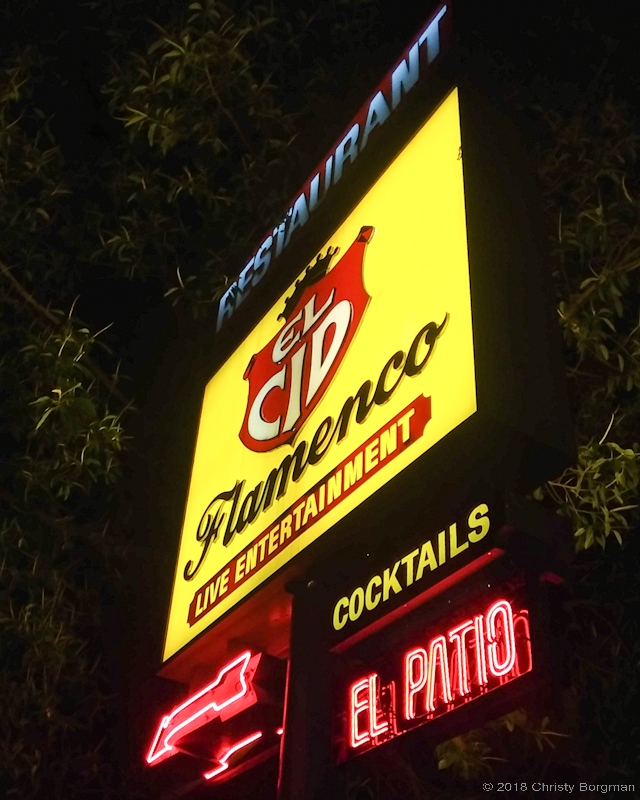 RESTAURANT
EL
CID
Flamenco
LIVE ENTERTAINMENT
COCKTAILS
EL PATIO
© 2018 Christy Borgman